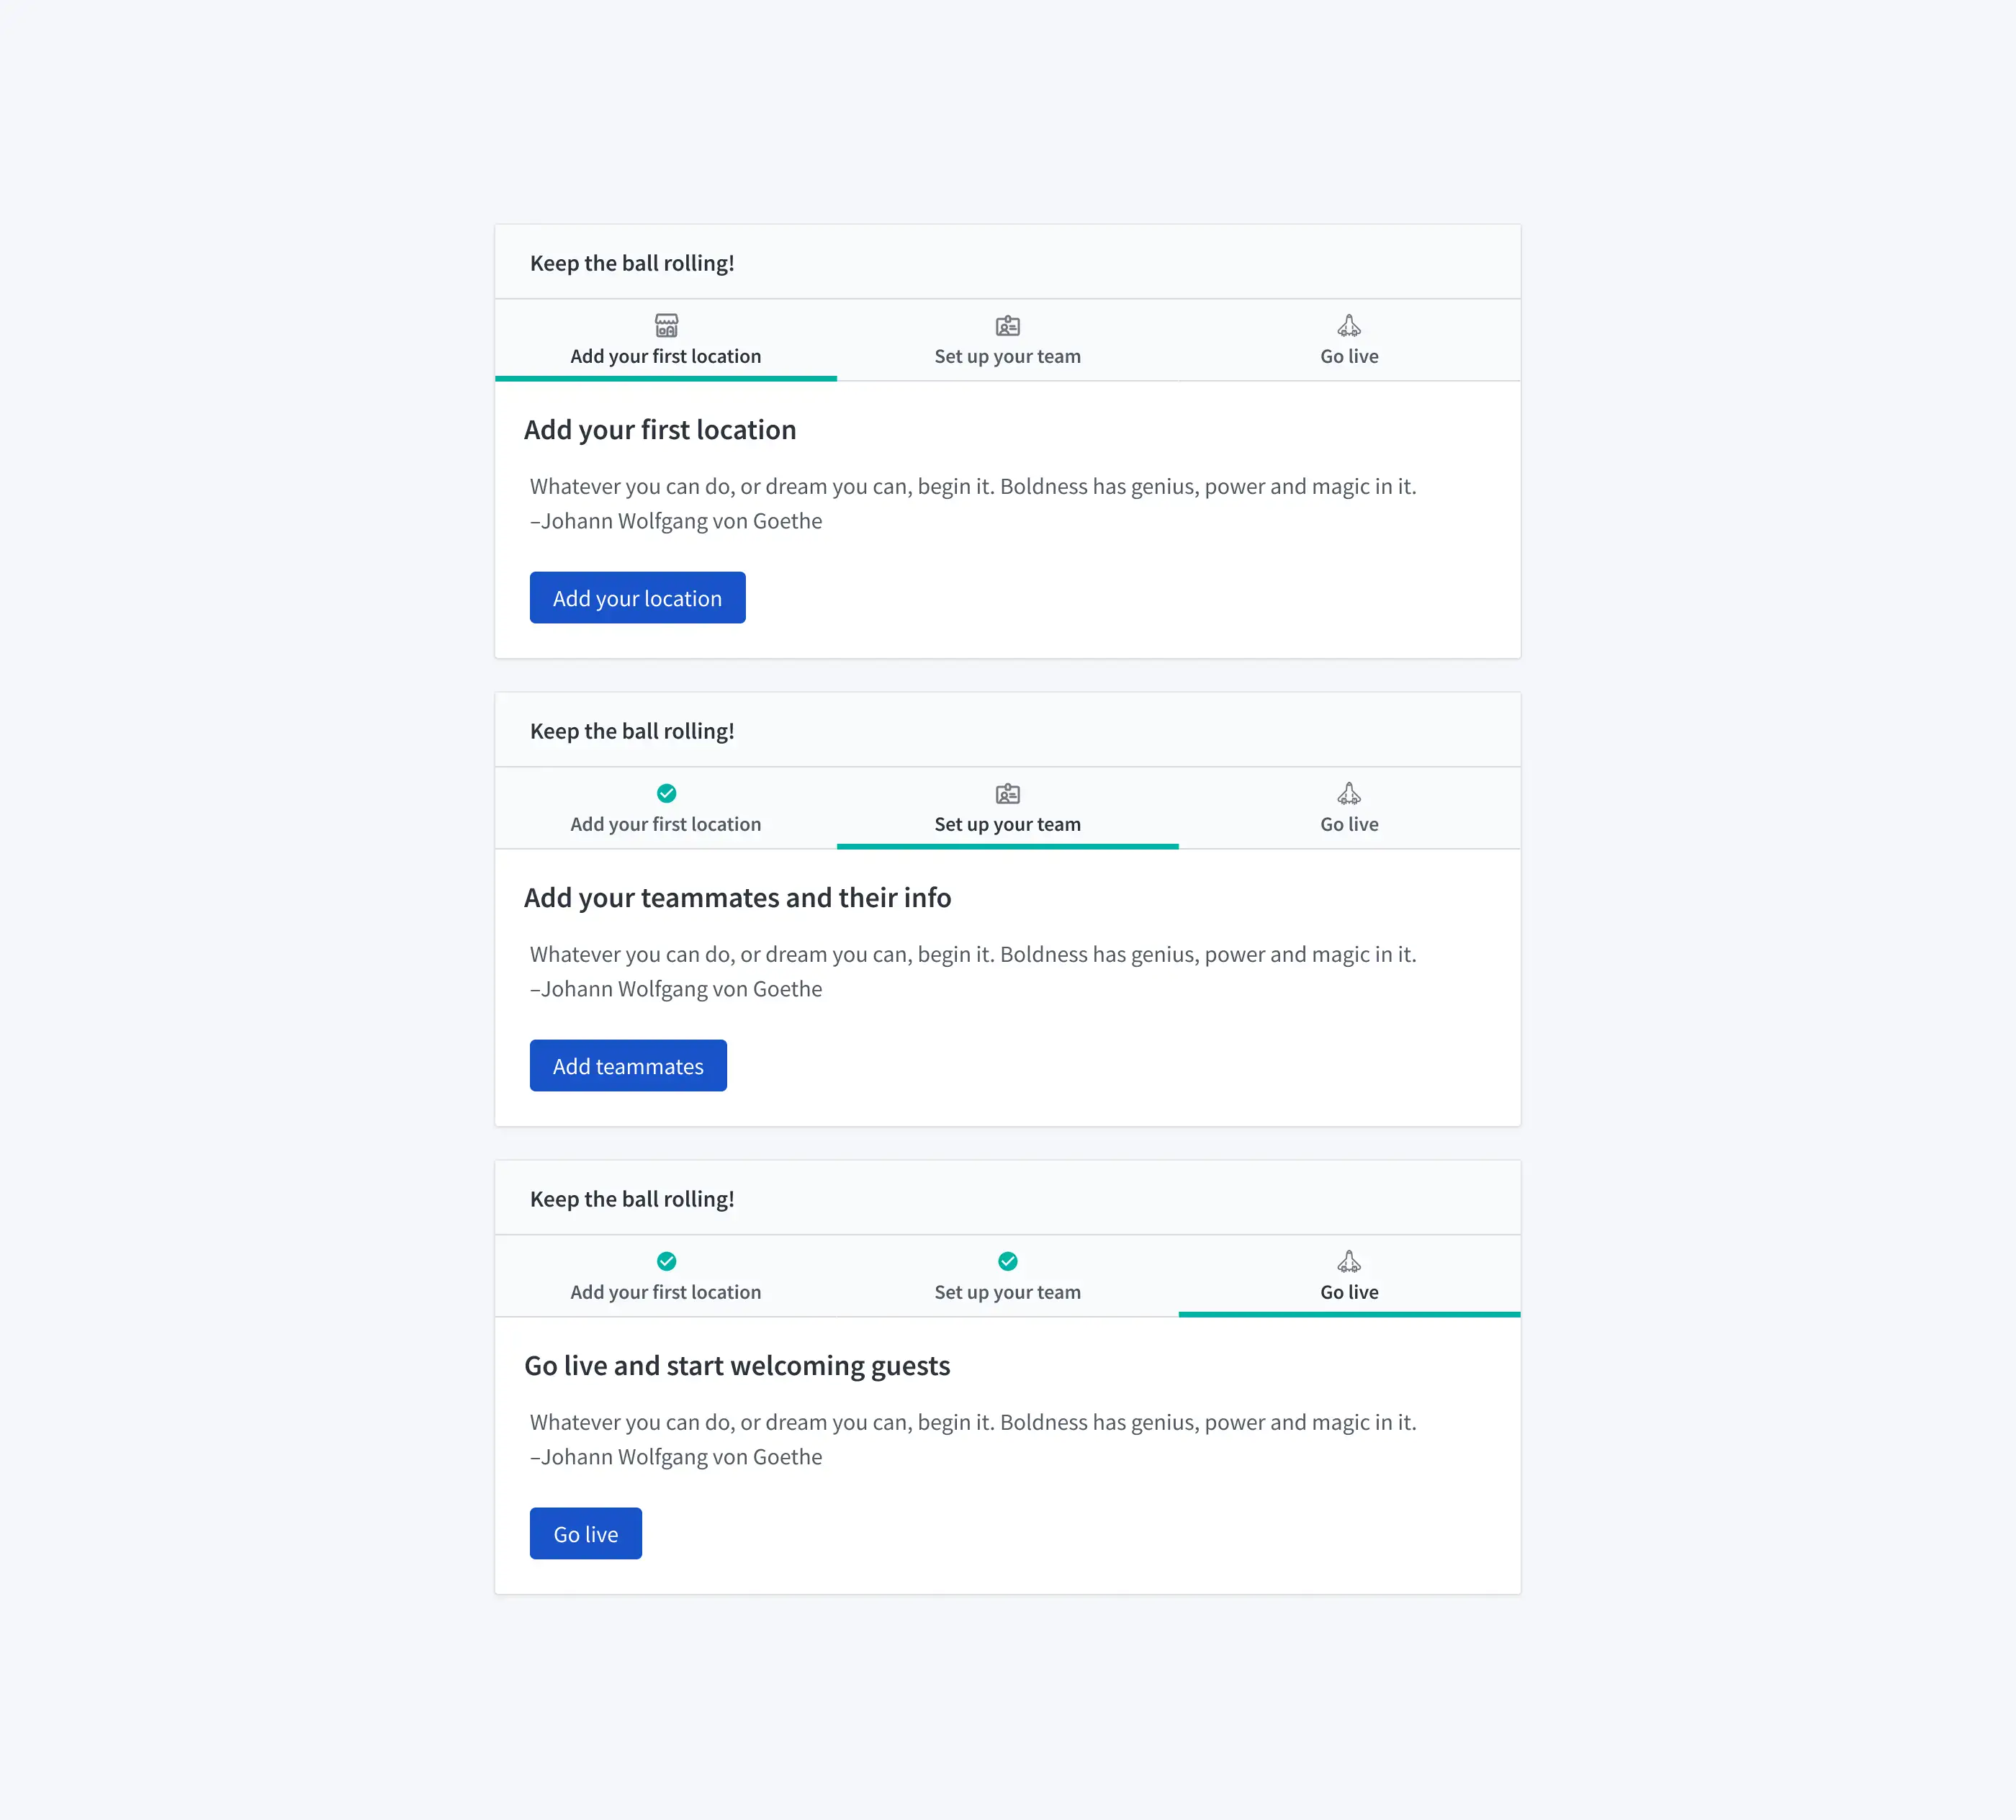 Keep the ball rolling!
Add your first location
Set up your team
Go live
Add your first location
Whatever you can do, or dream you can, begin it. Boldness has genius, power and magic in it.
–Johann Wolfgang von Goethe
Add your location
Keep the ball rolling!
Add your first location
Set up your team
Go live
Add your teammates and their info
Whatever you can do, or dream you can, begin it. Boldness has genius, power and magic in it.
–Johann Wolfgang von Goethe
Add teammates
Keep the ball rolling!
Add your first location
Set up your team
Go live
Go live and start welcoming guests
Whatever you can do, or dream you can, begin it. Boldness has genius, power and magic in it.
–Johann Wolfgang von Goethe
Go live